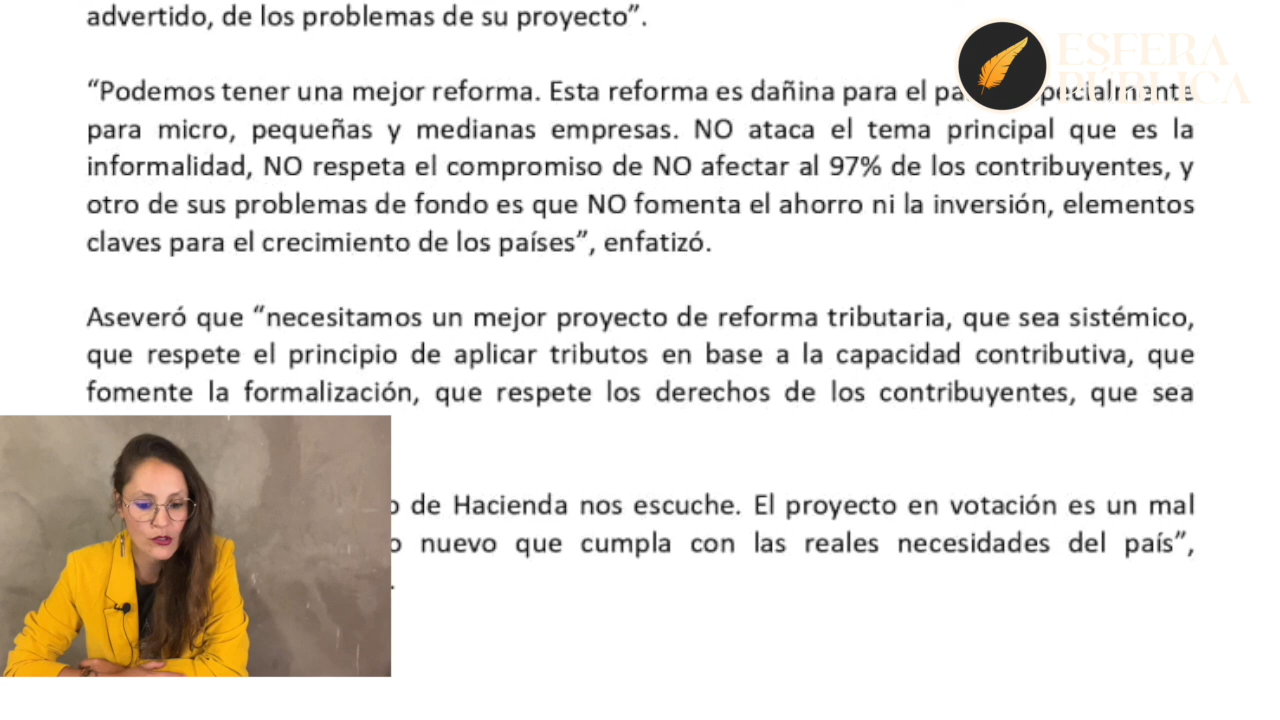 advertido, de los problemas de su proyecto”.
ESFERA
PÚBLICA
“Podemos tener una mejor reforma. Esta reforma es dañina para el
para micro, pequeñas y medianas empresas. NO ataca el tema principal que es la
informalidad, NO respeta el compromiso de NO afectar al 97% de los contribuyentes, y
otro de sus problemas de fondo es que NO fomenta el ahorro ni la inversión, elementos
claves para el crecimiento de los países”, enfatizó.
Aseveró que “necesitamos un mejor proyecto de reforma tributaria, que sea sistémico,
que respete el principio de aplicar tributos en base a la capacidad contributiva, que
fomente la formalización, que respete los derechos de los contribuyentes, que sea
de Hacienda nos escuche. El proyecto en votación es un mal
nuevo que cumpla con las reales necesidades del país”,